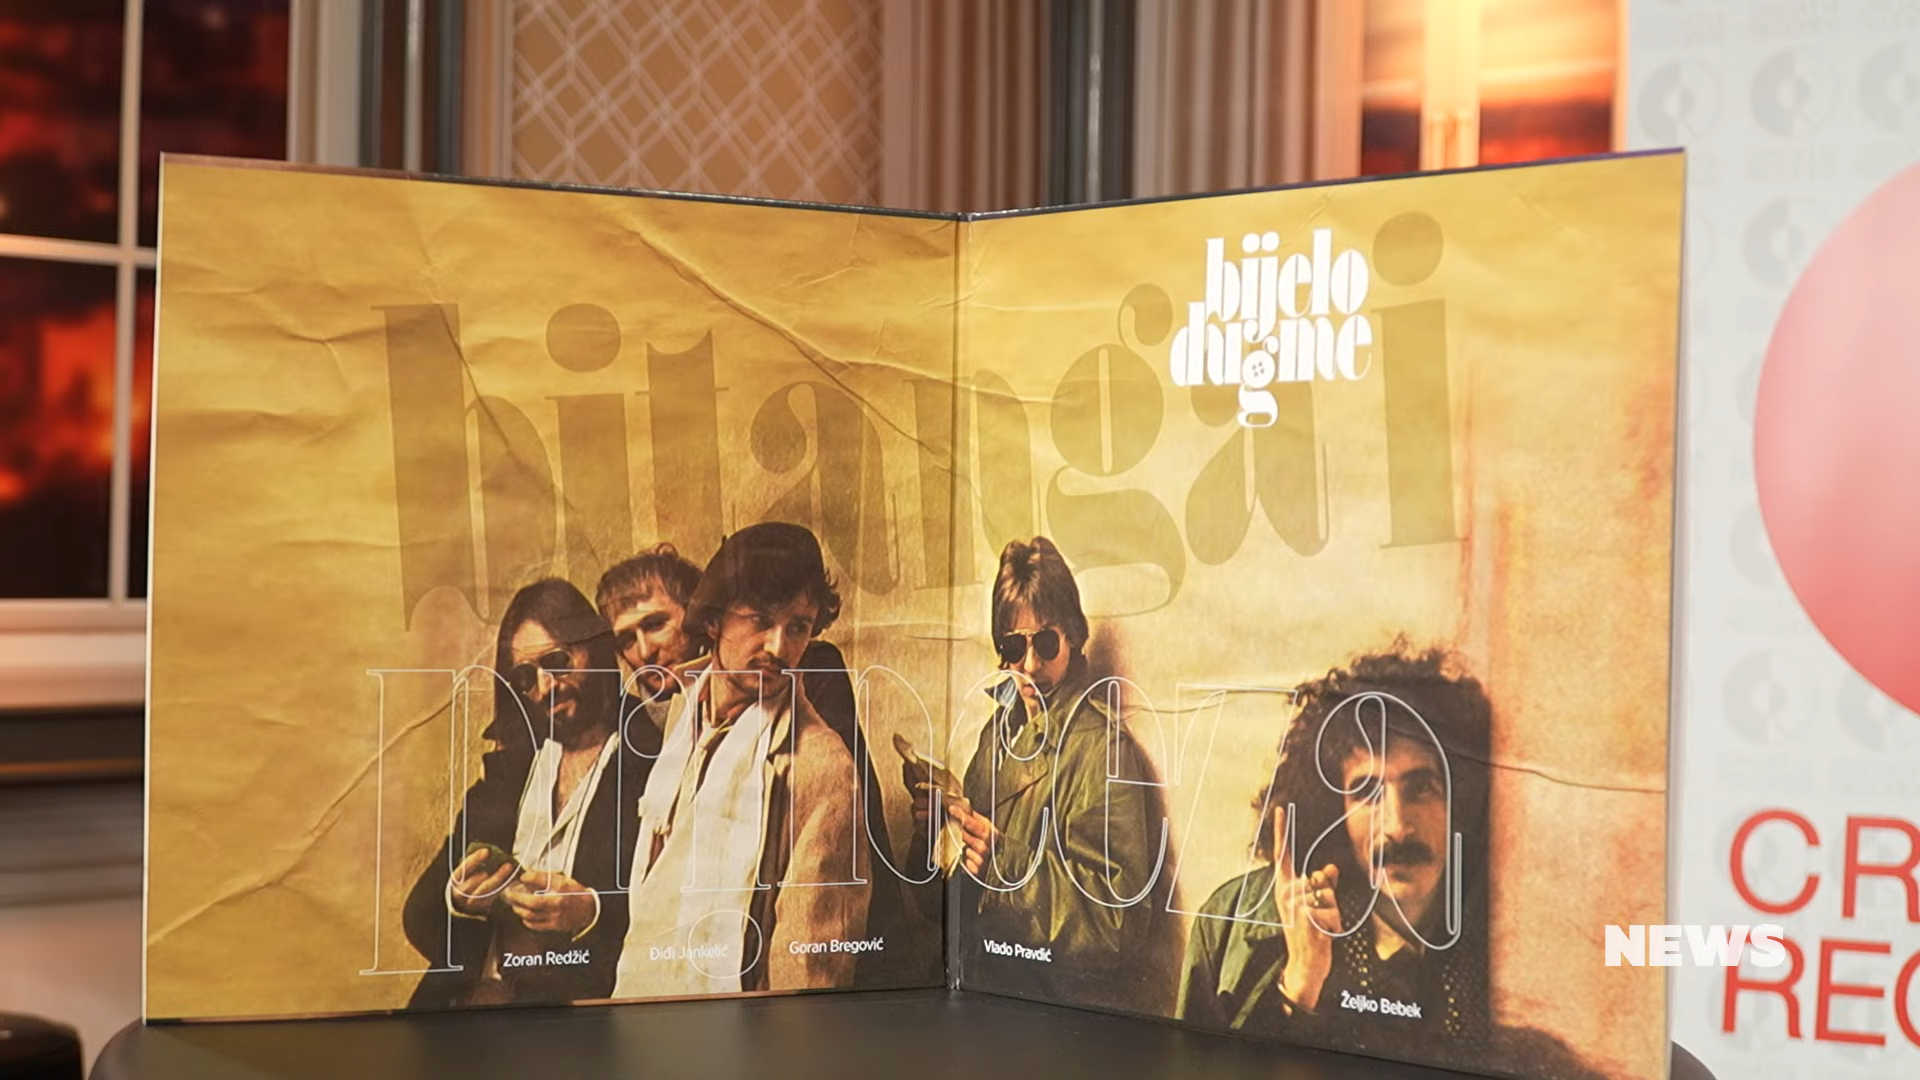 bijelo
dugme
bitanga i
princeza
Zoran Redžić
Điđi Jankelić
Goran Bregović
Vlado Pravdić
Željko Bebek
CR
REC
NEWS